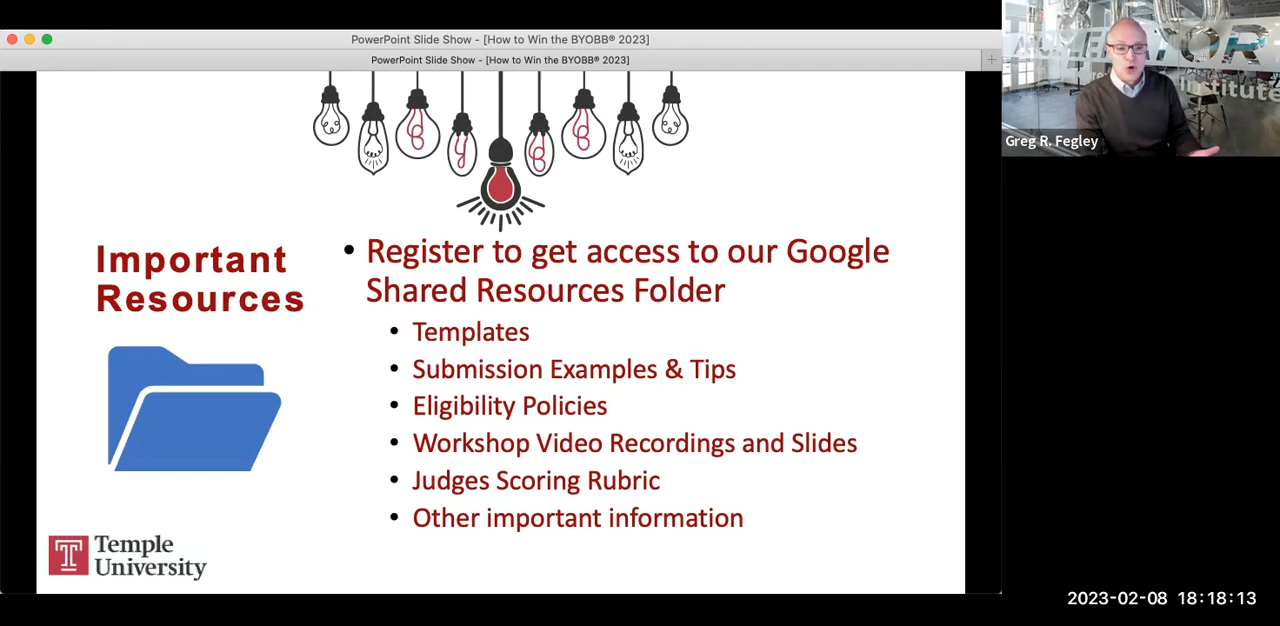 PowerPoint Slide Show - [How to Win the BYOBB® 2023]
PowerPoint Slide Show - [How to Win the BYOBB® 2023]
Greg R. Fegley
Institute
Important
Resources
• Register to get access to our Google
Shared Resources Folder
• Templates
• Submission Examples & Tips
• Eligibility Policies
• Workshop Video Recordings and Slides
• Judges Scoring Rubric
• Other important information
T Temple
University
2023-02-08 18:18:13